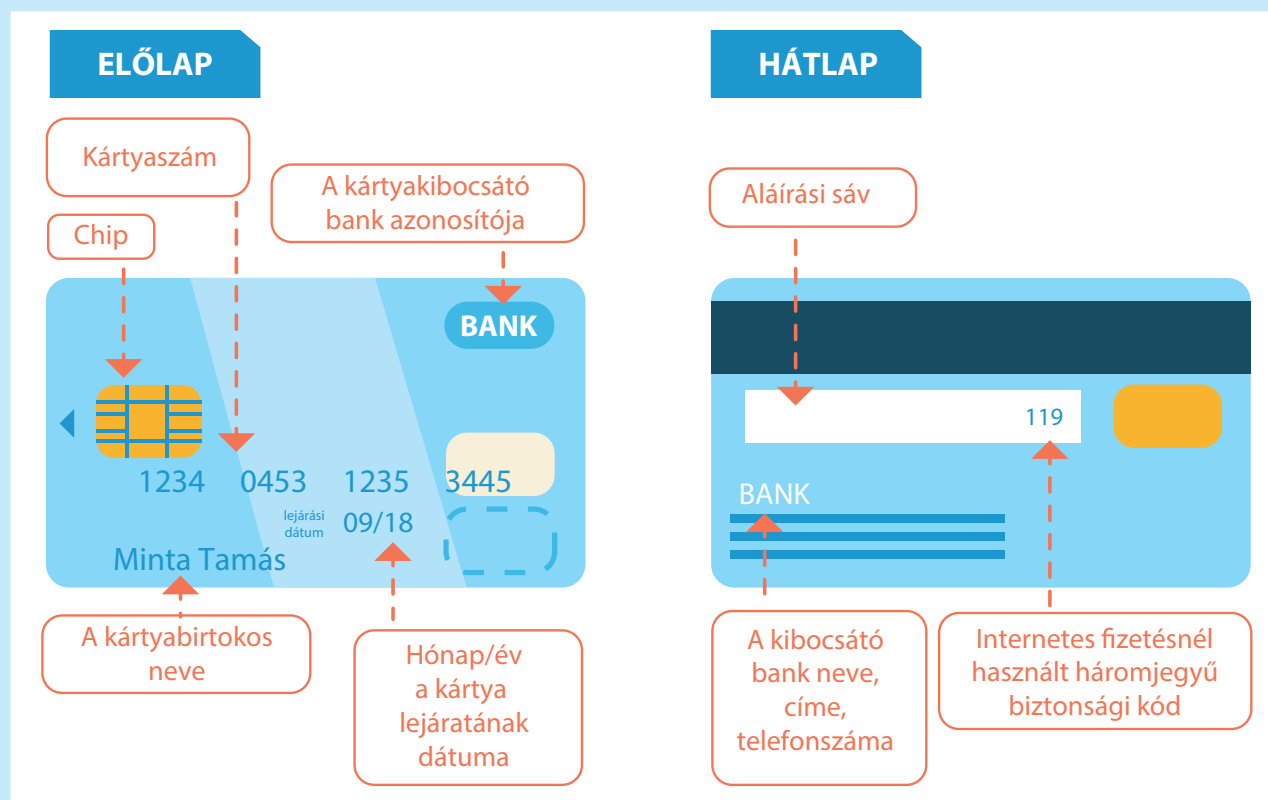 ELŐLAP
Kártyaszám
A kártyakibocsátó
bank azonosítója
Chip
BANK
1234 0453 1235 3445
lejárási
dátum
09/18
Minta Tamás
A kártyabirtokos
neve
Hónap/év
a kártya
lejáratának
dátuma
HÁTLAP
Aláírási sáv
119
BANK
A kibocsátó
bank neve,
címe,
telefonszáma
Internetes fizetésnél
használt háromjegyű
biztonsági kód